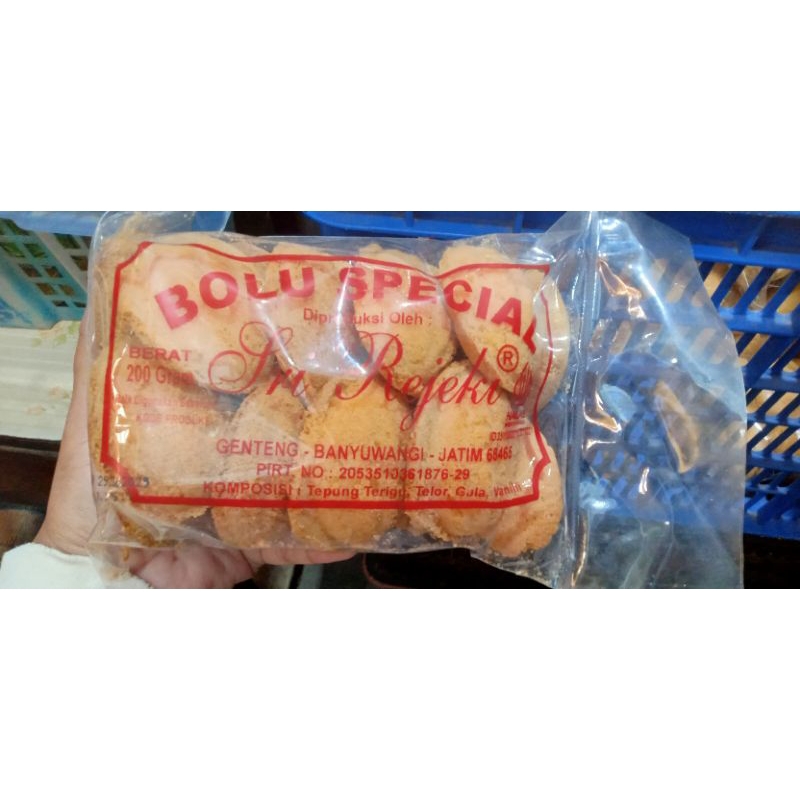 BOLU SPECIAL
Diproduksi Oleh :
Sri Rejeki ®
BERAT
200 Gram
GENTENG - BANYUWANGI - JATIM 68465
PIRT. NO : 2053510361876-29
KOMPOSISI : Tepung Terigu, Telor, Gula, Vanili